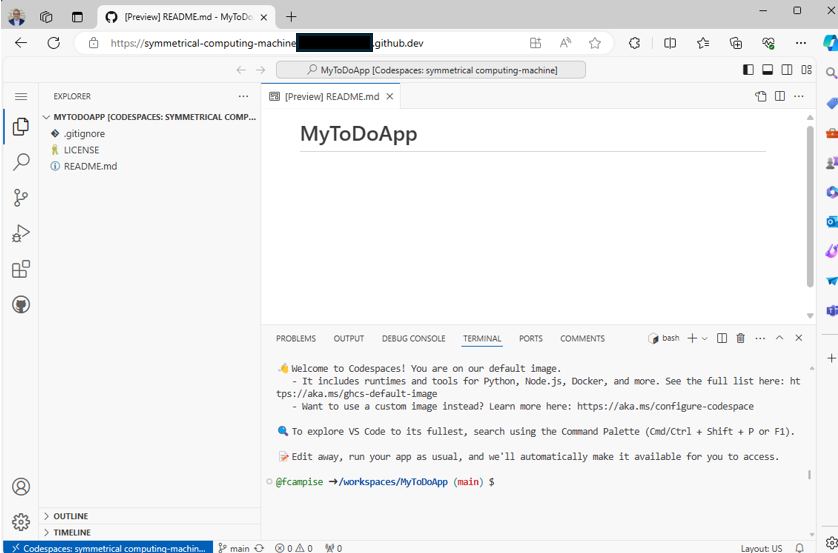 [Preview] README.md - MyToDo
https://symmetrical-computing-machine .github.dev
MyToDoApp [Codespaces: symmetrical computing-machine]
EXPLORER
[Preview] README.md
MYTODOAPP [CODESPACES: SYMMETRICAL COMP...
.gitignore
LICENSE
README.md
MyToDoApp
PROBLEMS OUTPUT DEBUG CONSOLE TERMINAL PORTS COMMENTS bash
👋 Welcome to Codespaces! You are on our default image.
- It includes runtimes and tools for Python, Node.js, Docker, and more. See the full list here: ht
tps://aka.ms/ghcs-default-image
- Want to use a custom image instead? Learn more here: https://aka.ms/configure-codespace
🔍 To explore VS Code to its fullest, search using the Command Palette (Cmd/Ctrl + Shift + P or F1).
📝 Edit away, run your app as usual, and we'll automatically make it available for you to access.
@fcampise ➜/workspaces/MyToDoApp (main) $
OUTLINE
TIMELINE
Codespaces: symmetrical computing-machin... main 0 0 0 Layout: US